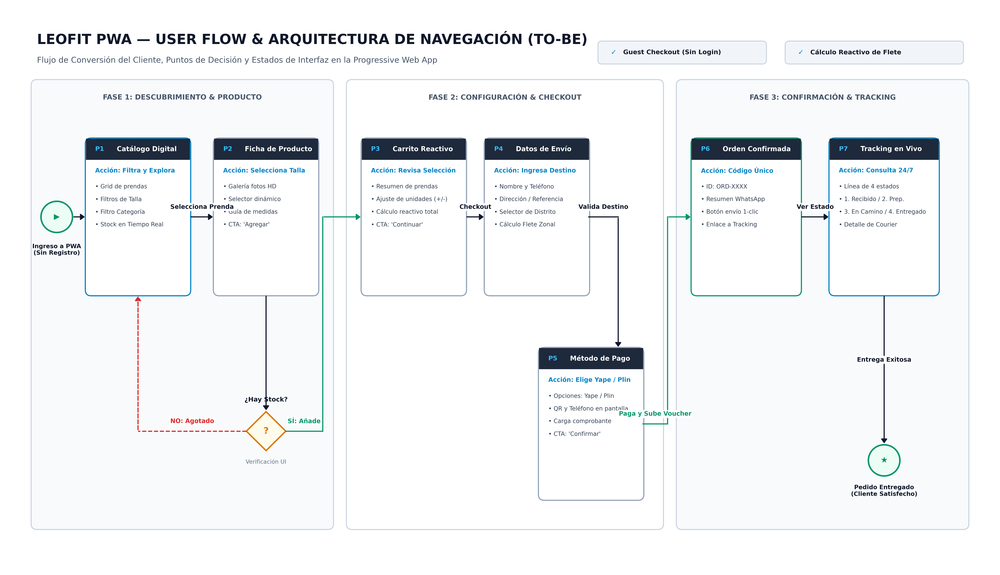 LEOFIT PWA — USER FLOW & ARQUITECTURA DE NAVEGACIÓN (TO-BE)
Flujo de Conversión del Cliente, Puntos de Decisión y Estados de Interfaz en la Progressive Web App
✓ Guest Checkout (Sin Login)
✓ Cálculo Reactivo de Flete
FASE 1: DESCUBRIMIENTO & PRODUCTO
▶
Ingreso a PWA
(Sin Registro)
P1 Catálogo Digital
Acción: Filtra y Explora
• Grid de prendas
• Filtros de Talla
• Filtro Categoría
• Stock en Tiempo Real
Selecciona Prenda
P2 Ficha de Producto
Acción: Selecciona Talla
• Galería fotos HD
• Selector dinámico
• Guía de medidas
• CTA: 'Agregar'
¿Hay Stock?
NO: Agotado
?
SÍ: Añade
Verificación UI
FASE 2: CONFIGURACIÓN & CHECKOUT
P3 Carrito Reactivo
Acción: Revisa Selección
• Resumen de prendas
• Ajuste de unidades (+/-)
• Cálculo reactivo total
• CTA: 'Continuar'
Checkout
P4 Datos de Envío
Acción: Ingresa Destino
• Nombre y Teléfono
• Dirección / Referencia
• Selector de Distrito
• Cálculo Flete Zonal
Valida Destino
P5 Método de Pago
Acción: Elige Yape / Plin
• Opciones: Yape / Plin
• QR y Teléfono en pantalla
• Carga comprobante
• CTA: 'Confirmar'
Paga y Sube Voucher
FASE 3: CONFIRMACIÓN & TRACKING
P6 Orden Confirmada
Acción: Código Único
• ID: ORD-XXXX
• Resumen WhatsApp
• Botón envío 1-clic
• Enlace a Tracking
Ver Estado
P7 Tracking en Vivo
Acción: Consulta 24/7
• Línea de 4 estados
• 1. Recibido / 2. Prep.
• 3. En Camino / 4. Entregado
• Detalle de Courier
Entrega Exitosa
★
Pedido Entregado
(Cliente Satisfecho)